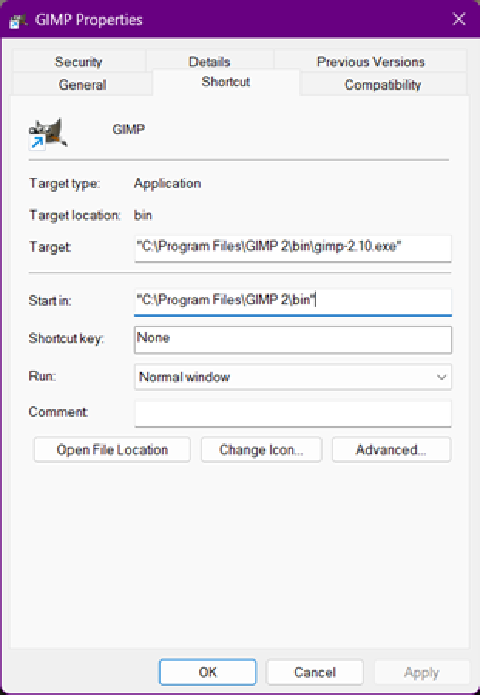 GIMP Properties
Security Details Previous Versions
General Shortcut Compatibility
GIMP
Target type: Application
Target location: bin
Target: "C:\Program Files\GIMP 2\bin\gimp-2.10.exe"
Start in: "C:\Program Files\GIMP 2\bin"
Shortcut key: None
Run: Normal window
Comment:
Open File Location Change Icon... Advanced...
OK Cancel Apply